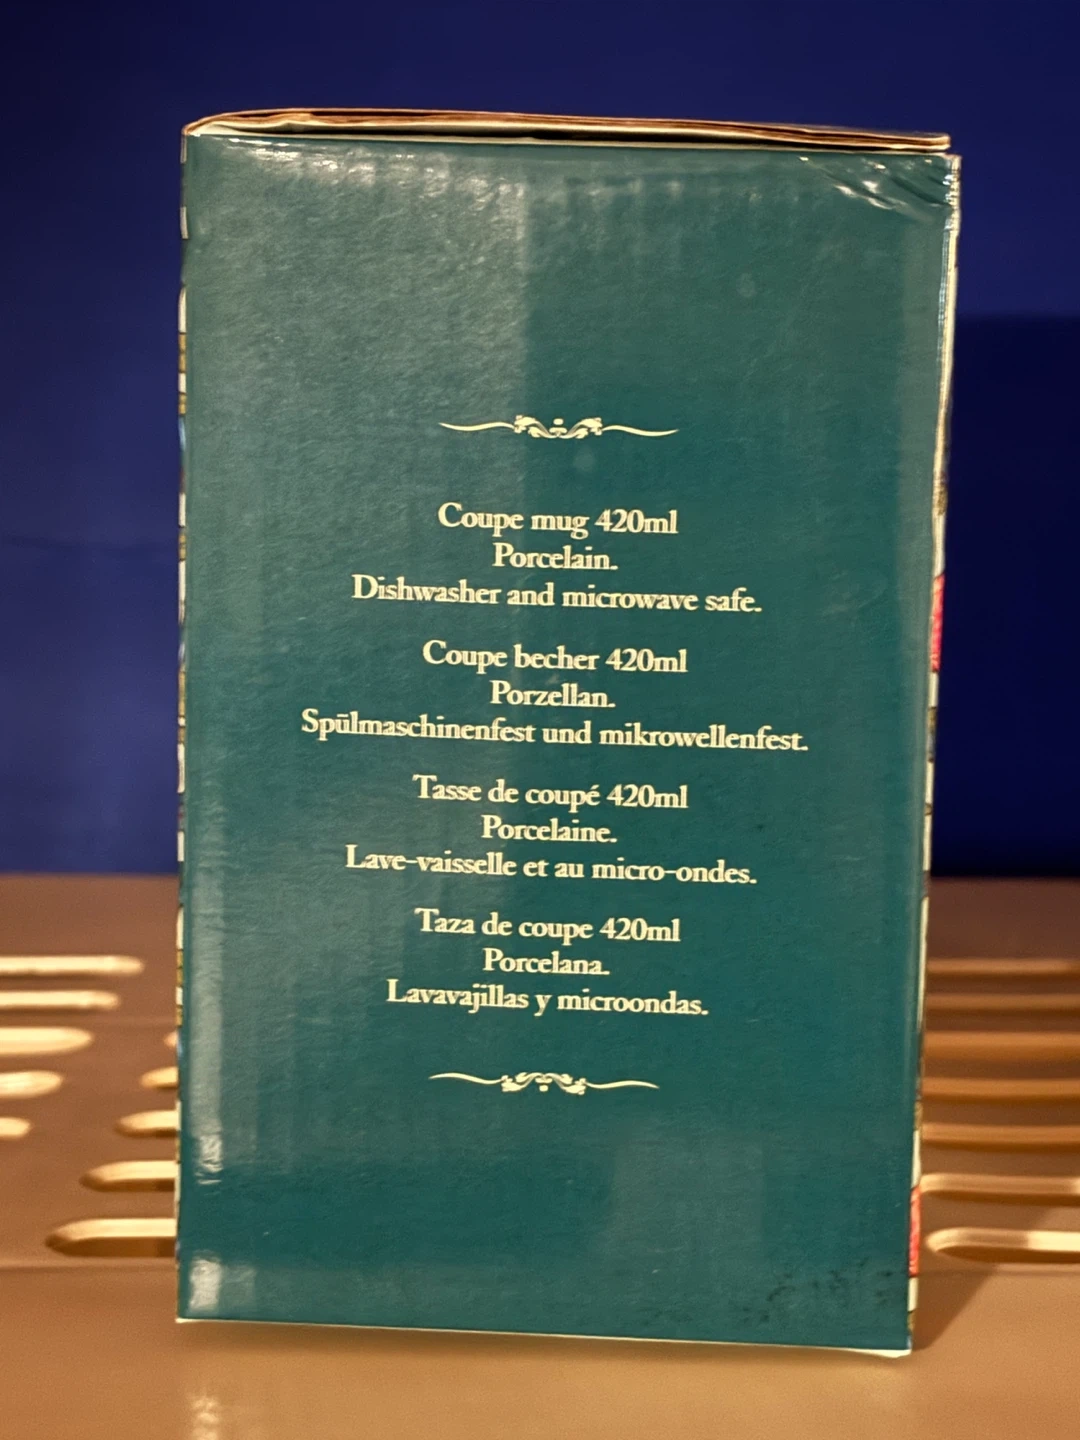 Coupe mug 420ml
Porcelain.
Dishwasher and microwave safe.
Coupe becher 420ml
Porzellan.
Spülmaschinenfest und mikrowellenfest.
Tasse de coupé 420ml
Porcelaine.
Lave-vaisselle et au micro-ondes.
Taza de coupe 420ml
Porcelana.
Lavavajillas y microondas.